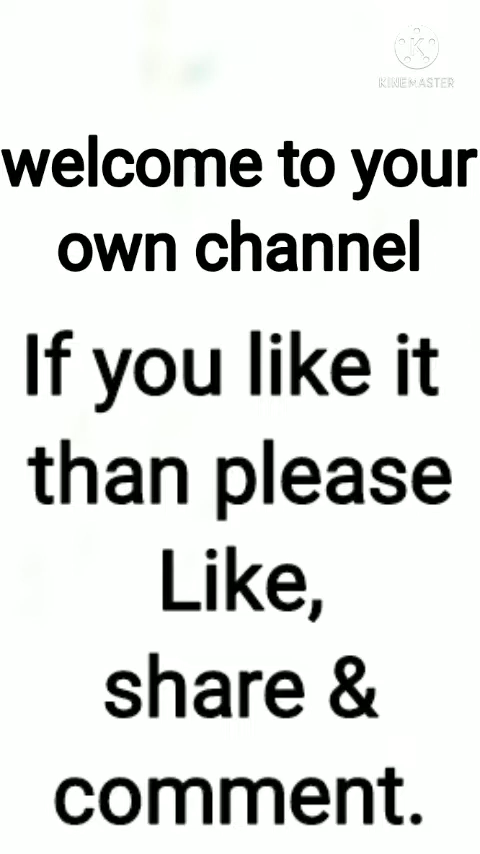 KINEMASTER
welcome to your
own channel
If you like it
than please
Like,
share &
comment.